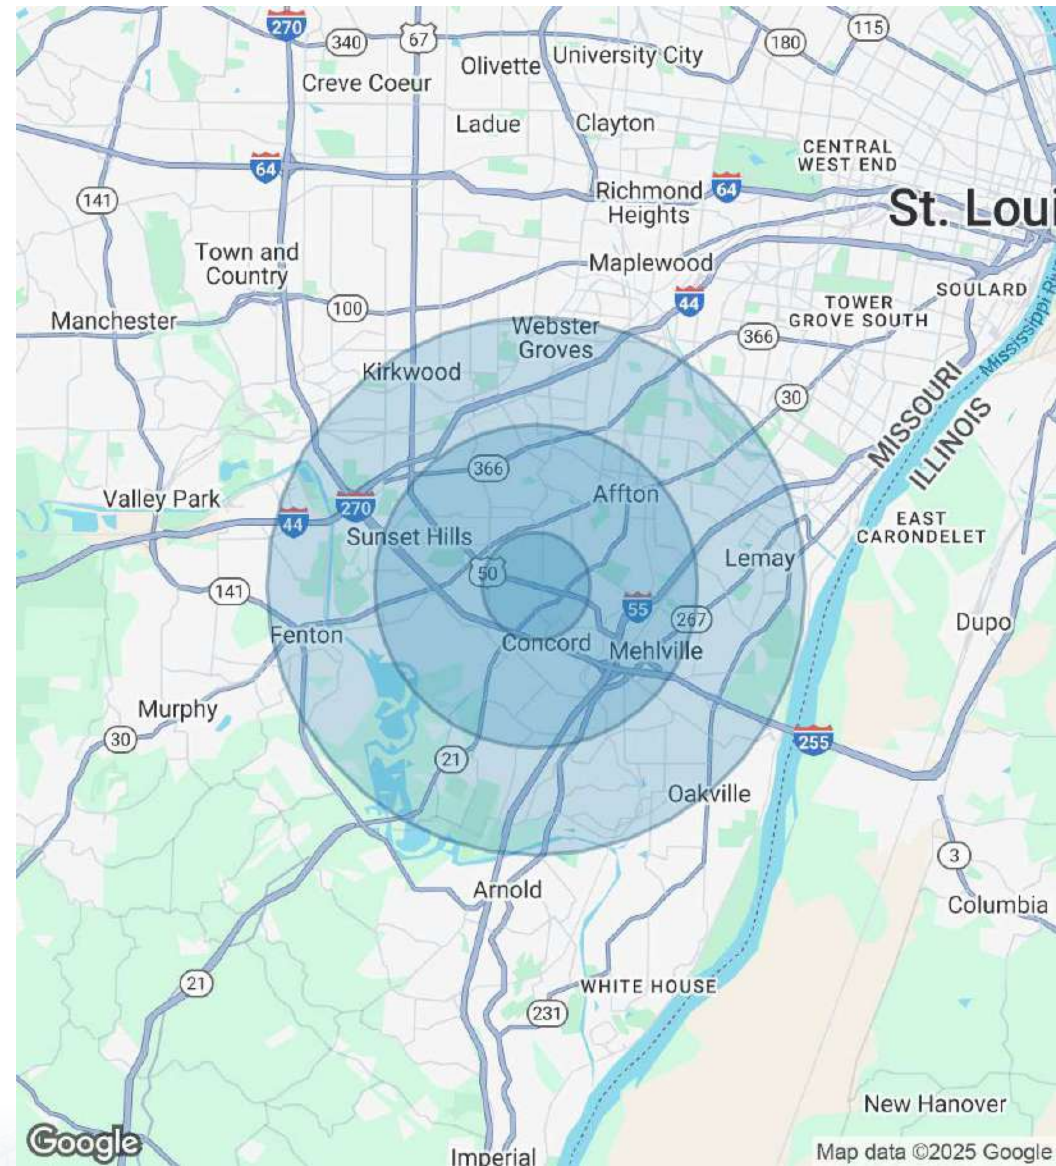 270
340
67
Olivette
University City
180
115
Creve Coeur
Ladue
Clayton
CENTRAL
WEST END
64
141
Richmond
Heights
64
St. Loui
Town and
Country
Maplewood
100
44
TOWER
GROVE SOUTH
SOULARD
Manchester
Webster
Groves
366
Mississippi Ri
Kirkwood
30
MISSOURI
ILLINOIS
366
Valley Park
270
44
Affton
Sunset Hills
EAST
CARONDELET
50
Lemay
141
55
267
Fenton
Concord
Mehlville
Dupo
Murphy
30
21
255
Oakville
3
Arnold
Columbia
21
WHITE HOUSE
231
New Hanover
Google
Imperial
Map data ©2025 Google